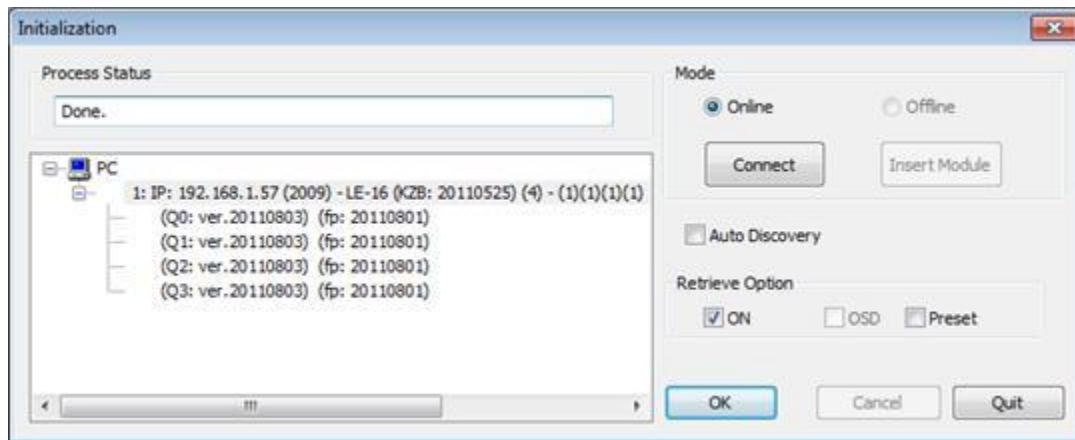 Initialization
Process Status
Done.
PC
1: IP: 192.168.1.57 (2009) - LE-16 (KZB: 20110525) (4) - (1)(1)(1)(1)
(Q0: ver.20110803) (fp: 20110801)
(Q1: ver.20110803) (fp: 20110801)
(Q2: ver.20110803) (fp: 20110801)
(Q3: ver.20110803) (fp: 20110801)
Mode
Online Offline
Connect Insert Module
Auto Discovery
Retrieve Option
ON OSD Preset
OK Cancel Quit